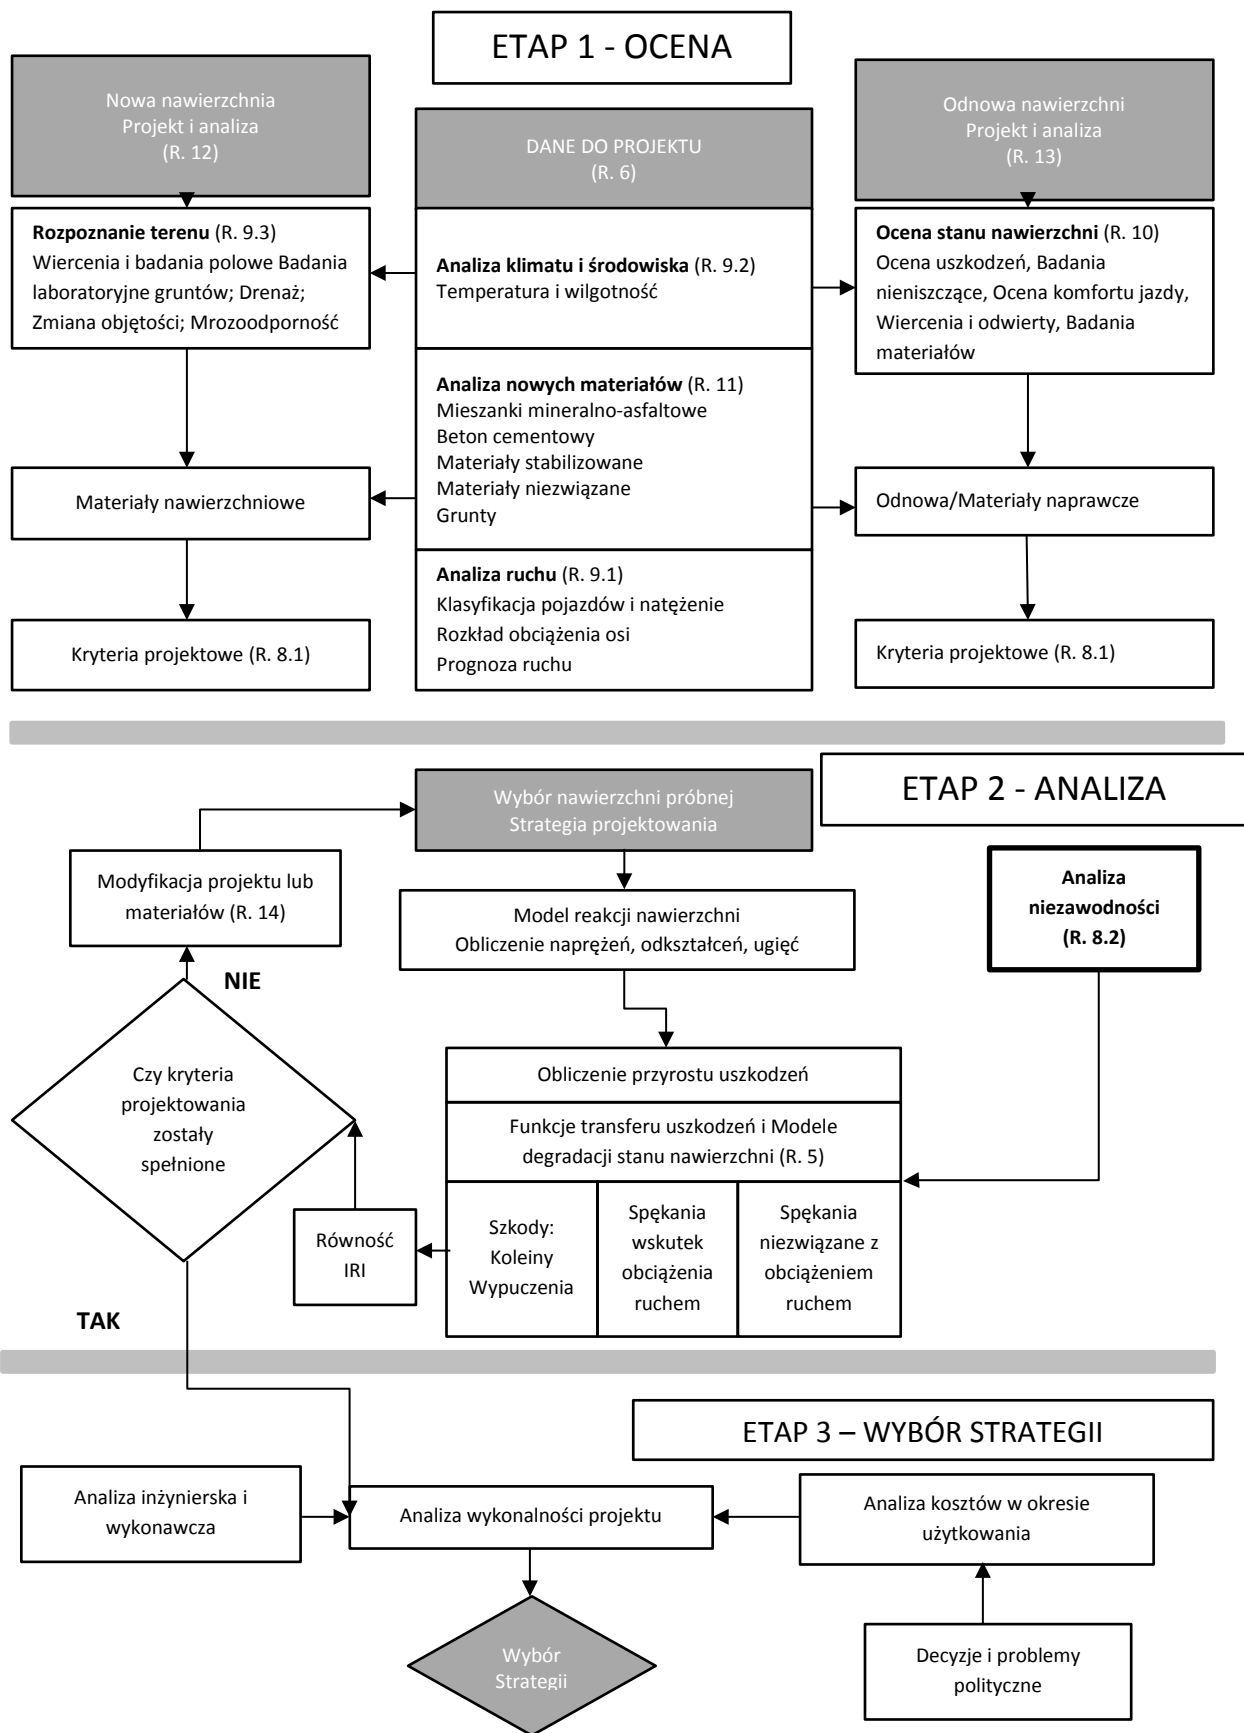 ETAP 1 - OCENA
Nowa nawierzchnia
Projekt i analiza
(R. 12)
DANE DO PROJEKTU
(R. 6)
Odnowa nawierzchni
Projekt i analiza
(R. 13)
Rozpoznanie terenu (R. 9.3)
Wiercenia i badania polowe Badania
laboratoryjne gruntów; Drenaż;
Zmiana objętości; Mrozoodporność
Analiza klimatu i środowiska (R. 9.2)
Temperatura i wilgotność
Ocena stanu nawierzchni (R. 10)
Ocena uszkodzeń, Badania
nieniszczące, Ocena komfortu jazdy,
Wiercenia i odwierty, Badania
materiałów
Analiza nowych materiałów (R. 11)
Mieszanki mineralno-asfaltowe
Beton cementowy
Materiały stabilizowane
Materiały niezwiązane
Grunty
Materiały nawierzchniowe
Odnowa/Materiały naprawcze
Analiza ruchu (R. 9.1)
Klasyfikacja pojazdów i natężenie
Rozkład obciążenia osi
Prognoza ruchu
Kryteria projektowe (R. 8.1)
Kryteria projektowe (R. 8.1)
ETAP 2 - ANALIZA
Wybór nawierzchni próbnej
Strategia projektowania
Modyfikacja projektu lub
materiałów (R. 14)
Model reakcji nawierzchni
Obliczenie naprężeń, odkształceń, ugięć
Analiza
niezawodności
(R. 8.2)
NIE
Czy kryteria
projektowania
zostały
spełnione
Obliczenie przyrostu uszkodzeń
Funkcje transferu uszkodzeń i Modele
degradacji stanu nawierzchni (R. 5)
Równość
IRI
Szkody:
Koleiny
Wypuczenia
Spękania
wskutek
obciążenia
ruchem
Spękania
niezwiązane z
obciążeniem
ruchem
TAK
ETAP 3 – WYBÓR STRATEGII
Analiza inżynierska i
wykonawcza
Analiza wykonalności projektu
Analiza kosztów w okresie
użytkowania
Wybór
Strategii
Decyzje i problemy
polityczne